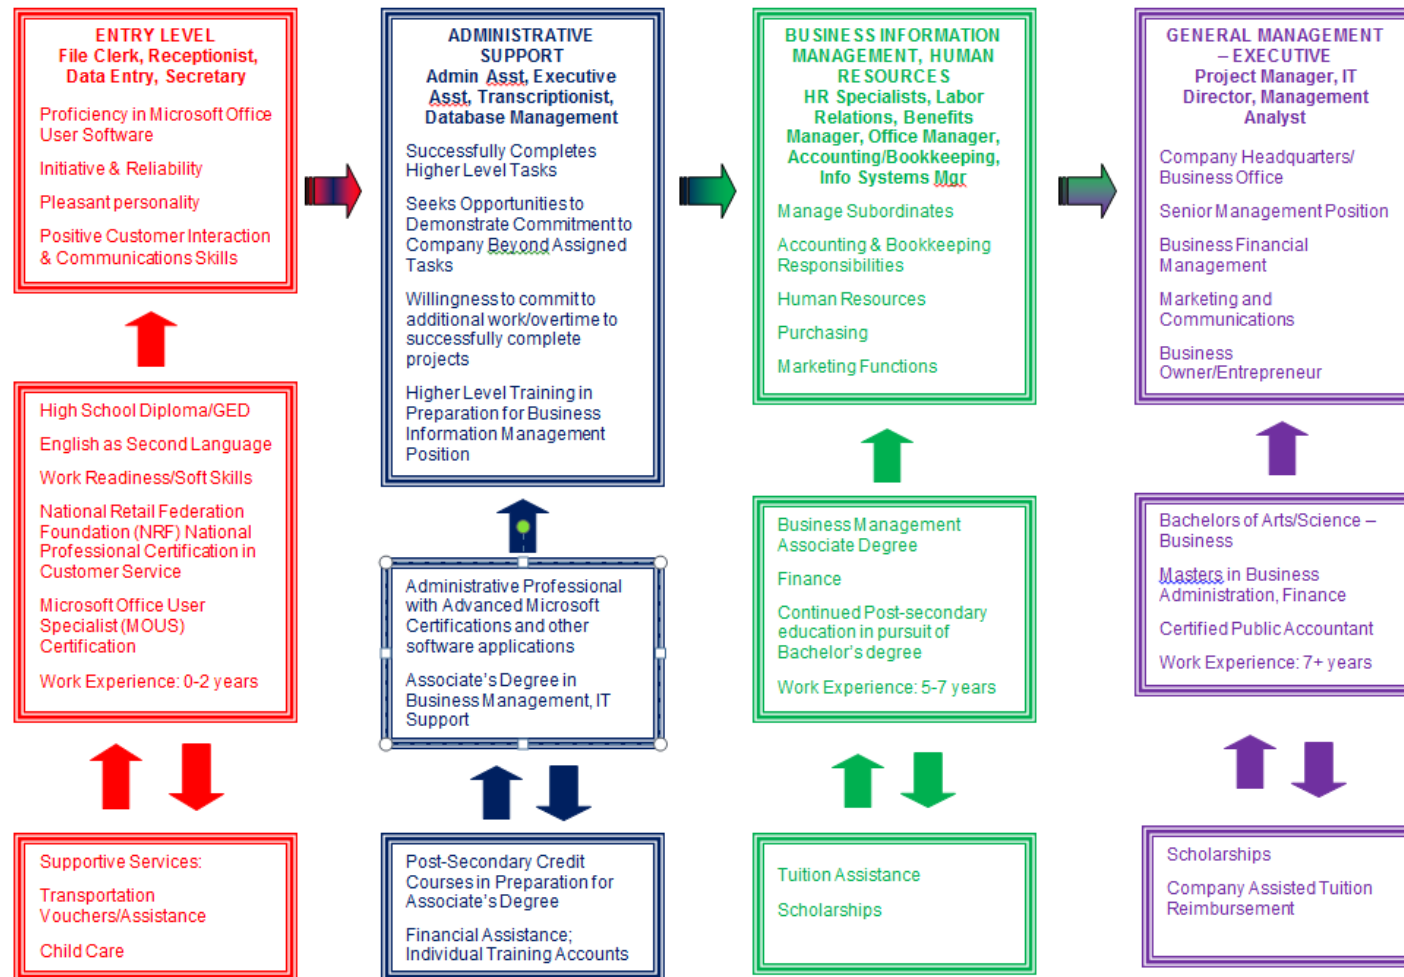 ENTRY LEVEL
File Clerk, Receptionist,
Data Entry, Secretary
Proficiency in Microsoft Office
User Software
Initiative & Reliability
Pleasant personality
Positive Customer Interaction
& Communications Skills
High School Diploma/GED
English as Second Language
Work Readiness/Soft Skills
National Retail Federation
Foundation (NRF) National
Professional Certification in
Customer Service
Microsoft Office User
Specialist (MOUS)
Certification
Work Experience: 0-2 years
Supportive Services:
Transportation
Vouchers/Assistance
Child Care
ADMINISTRATIVE
SUPPORT
Admin Asst, Executive
Asst, Transcriptionist,
Database Management
Successfully Completes
Higher Level Tasks
Seeks Opportunities to
Demonstrate Commitment to
Company Beyond Assigned
Tasks
Willingness to commit to
additional work/overtime to
successfully complete
projects
Higher Level Training in
Preparation for Business
Information Management
Position
Administrative Professional
with Advanced Microsoft
Certifications and other
software applications
Associate's Degree in
Business Management, IT
Support
Post-Secondary Credit
Courses in Preparation for
Associate's Degree
Financial Assistance;
Individual Training Accounts
BUSINESS INFORMATION
MANAGEMENT, HUMAN
RESOURCES
HR Specialists, Labor
Relations, Benefits
Manager, Office Manager,
Accounting/Bookkeeping,
Info Systems Mgr
Manage Subordinates
Accounting & Bookkeeping
Responsibilities
Human Resources
Purchasing
Marketing Functions
Business Management
Associate Degree
Finance
Continued Post-secondary
education in pursuit of
Bachelor's degree
Work Experience: 5-7 years
Tuition Assistance
Scholarships
GENERAL MANAGEMENT
– EXECUTIVE
Project Manager, IT
Director, Management
Analyst
Company Headquarters/
Business Office
Senior Management Position
Business Financial
Management
Marketing and
Communications
Business
Owner/Entrepreneur
Bachelors of Arts/Science –
Business
Masters in Business
Administration, Finance
Certified Public Accountant
Work Experience: 7+ years
Scholarships
Company Assisted Tuition
Reimbursement